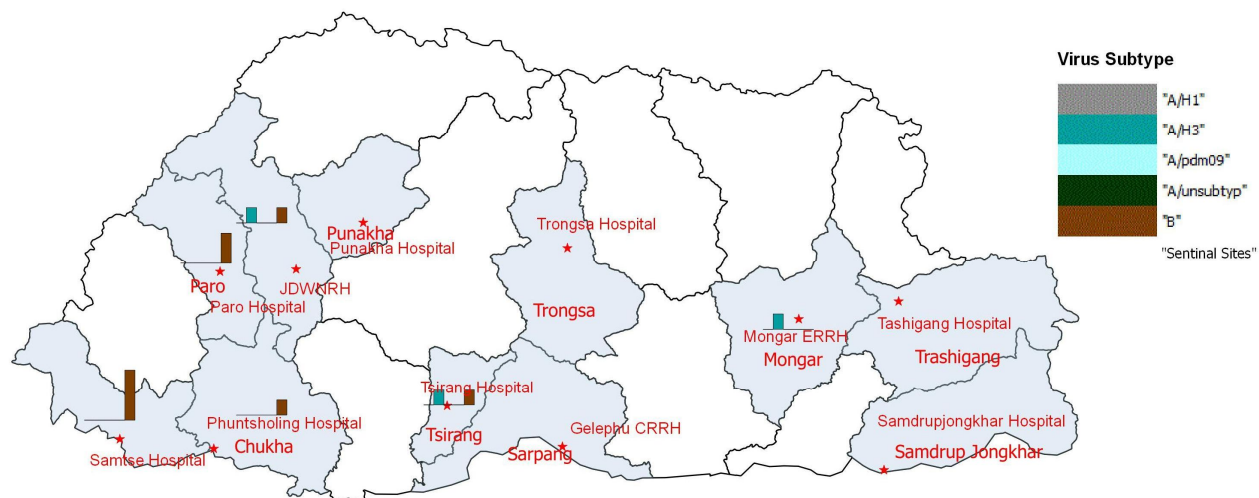 Virus Subtype
"A/H1"
"A/H3"
"A/pdm09"
"A/unsubtyp"
"B"
"Sentinal Sites"
Punakha
Punakha Hospital
Trongsa Hospital
Paro
JDWNRH
Paro Hospital
Trongsa
Tashigang Hospital
Mongar ERRH
Mongar
Trashigang
Tsirang Hospital
Phuntsholing Hospital
Chukha
Tsirang
Gelephu CRRH
Sarpang
Samtse Hospital
Samdrupjongkhar Hospital
Samdrup Jongkhar